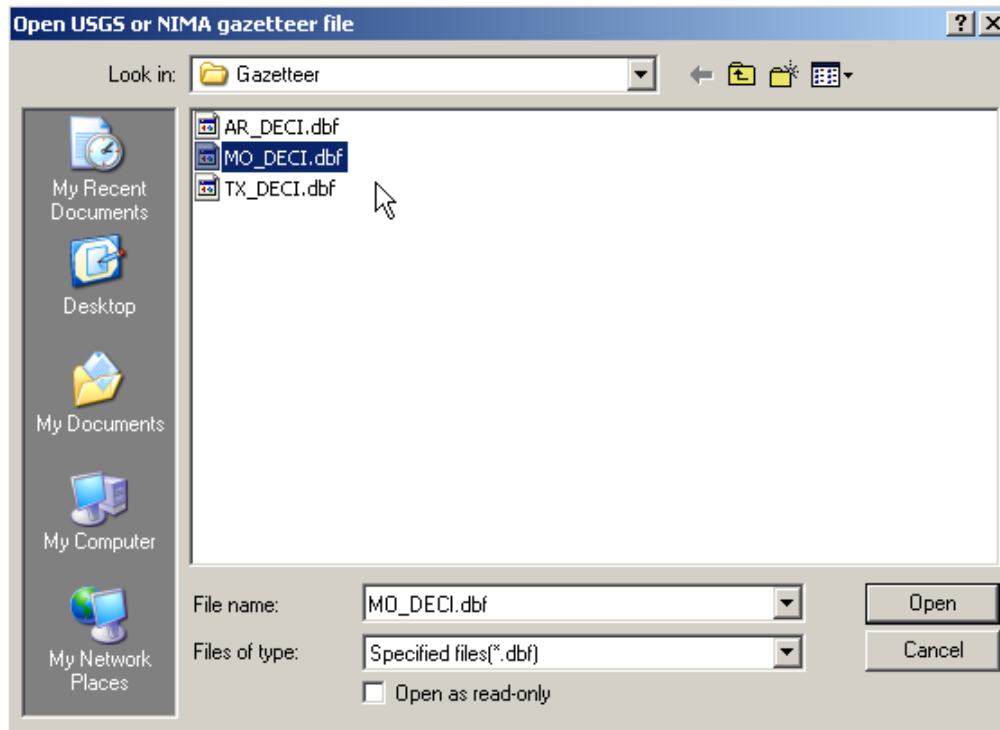 Open USGS or NIMA gazetteer file
Look in: Gazetteer
My Recent
Documents
Desktop
My Documents
My Computer
My Network
Places
AR_DECI.dbf
MO_DECI.dbf
TX_DECI.dbf
File name: MO_DECI.dbf Open
Files of type: Specified files(*.dbf) Cancel
Open as read-only